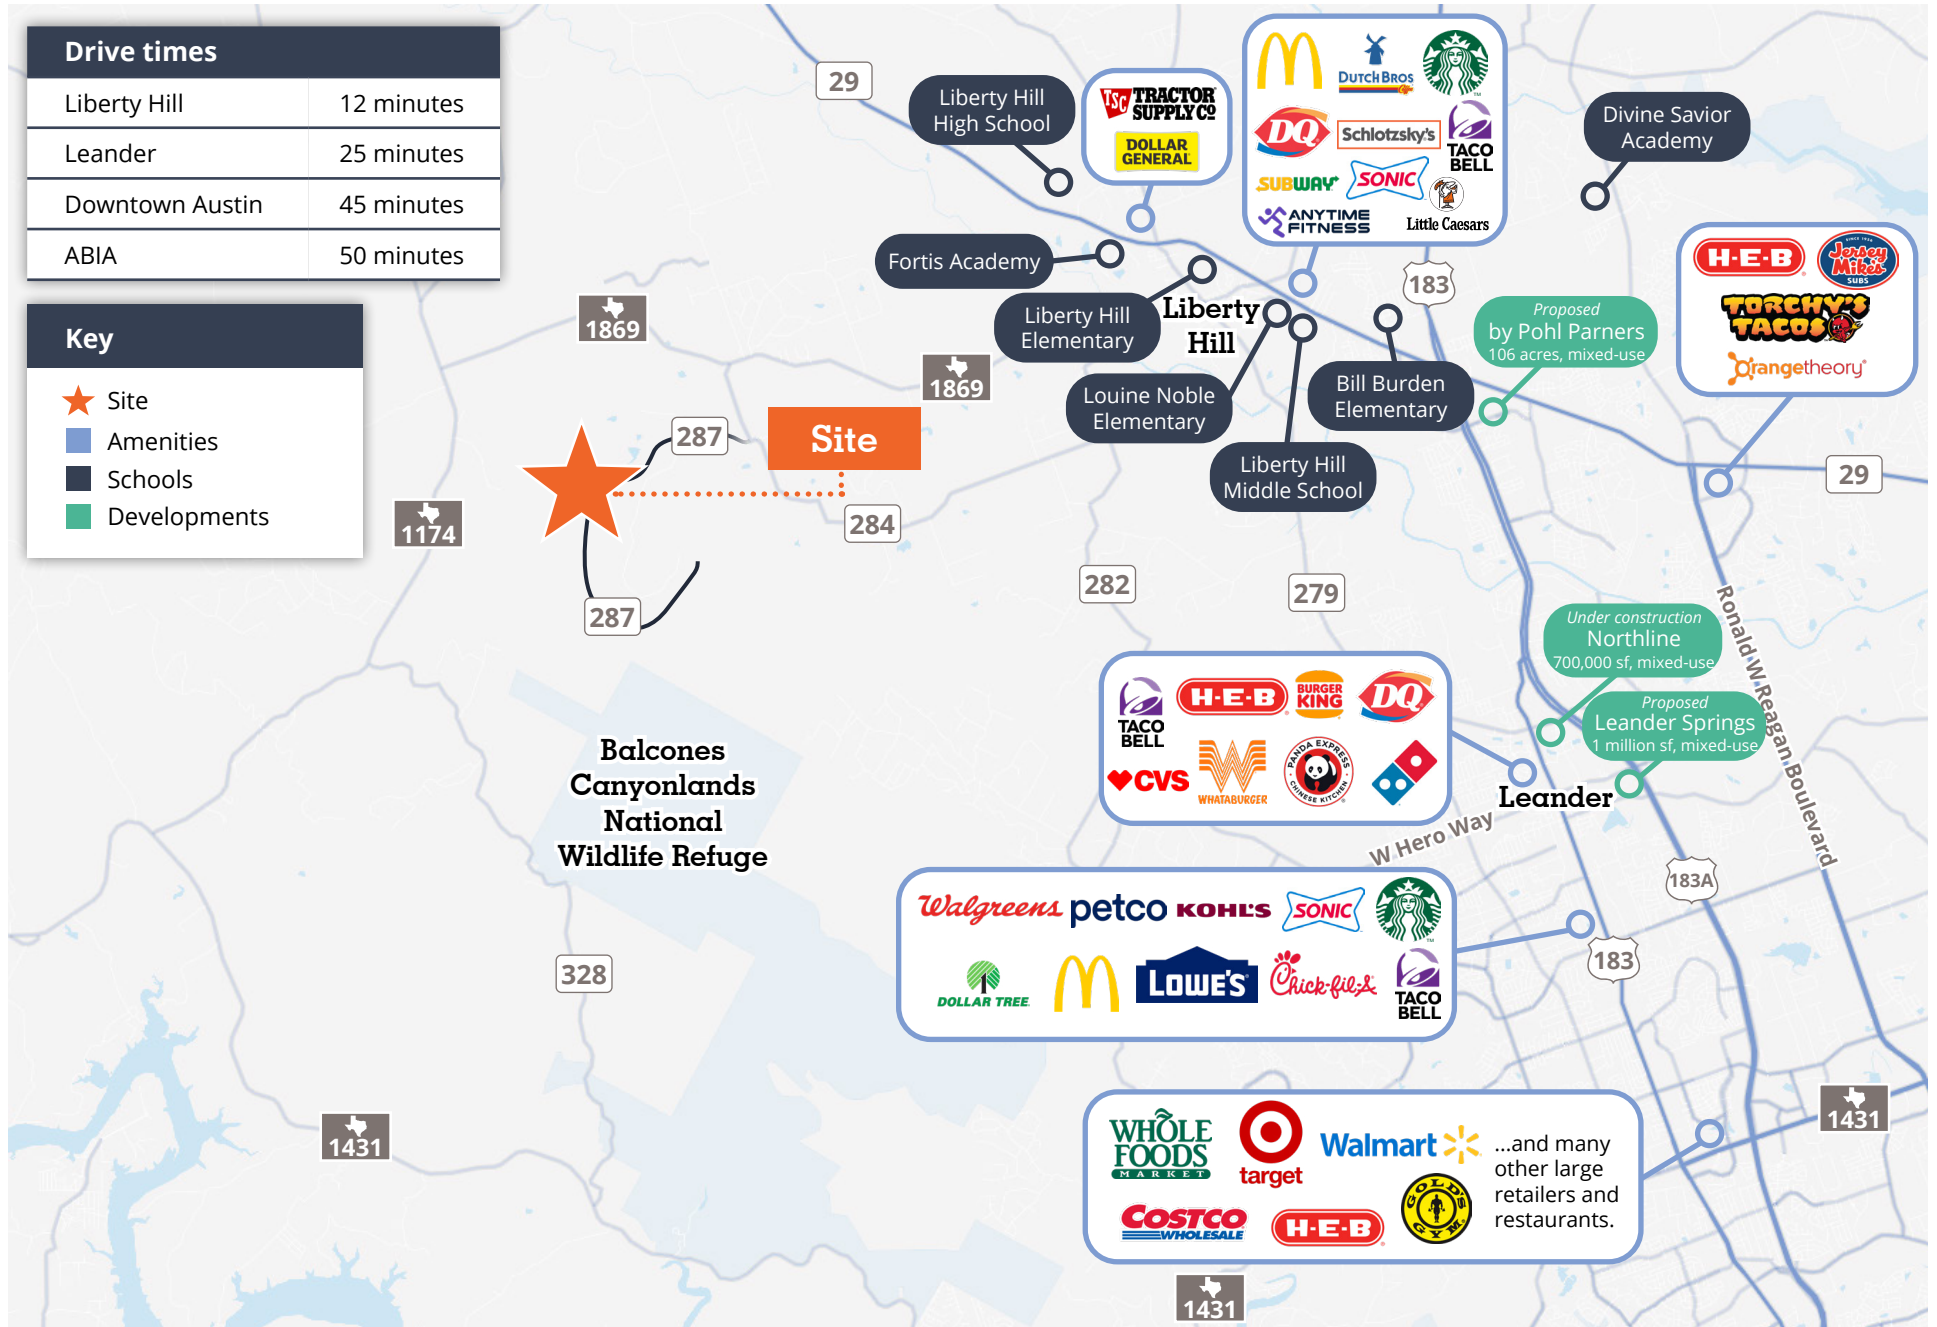 Drive times
Liberty Hill 12 minutes
Leander 25 minutes
Downtown Austin 45 minutes
ABIA 50 minutes
Key
Site
Amenities
Schools
Developments
29
Liberty Hill
High School
TSC TRACTOR
SUPPLY CO
DOLLAR
GENERAL
DUTCH BROS
Coffee
DQ
Schlotzsky's
TACO
BELL
SUBWAY
SONIC
ANYTIME
FITNESS
Little Caesars
Divine Savior
Academy
H-E-B
SINCE 1956
Jersey
Mike's
SUBS
TORCHY'S
TACOS
Orangetheory
Fortis Academy
Liberty Hill
Elementary
Liberty
Hill
183
Proposed
by Pohl Parners
106 acres, mixed-use
1869
1869
Louine Noble
Elementary
Bill Burden
Elementary
Liberty Hill
Middle School
287
Site
29
1174
284
282
279
287
Ronald W Reagan Boulevard
Under construction
Northline
700,000 sf, mixed-use
Proposed
Leander Springs
1 million sf, mixed-use
TACO
BELL
H-E-B
BURGER
KING
DQ
CVS
WHATABURGER
PANDA EXPRESS
CHINESE KITCHEN
Leander
W Hero Way
Balcones
Canyonlands
National
Wildlife Refuge
183A
Walgreens petco KOHL'S SONIC
DOLLAR TREE
LOWE'S
Chick-fil-A
TACO
BELL
183
328
1431
WHOLE
FOODS
MARKET
target
Walmart
COSTCO
WHOLESALE
H-E-B
GOLD'S
GYM
...and many
other large
retailers and
restaurants.
1431
1431